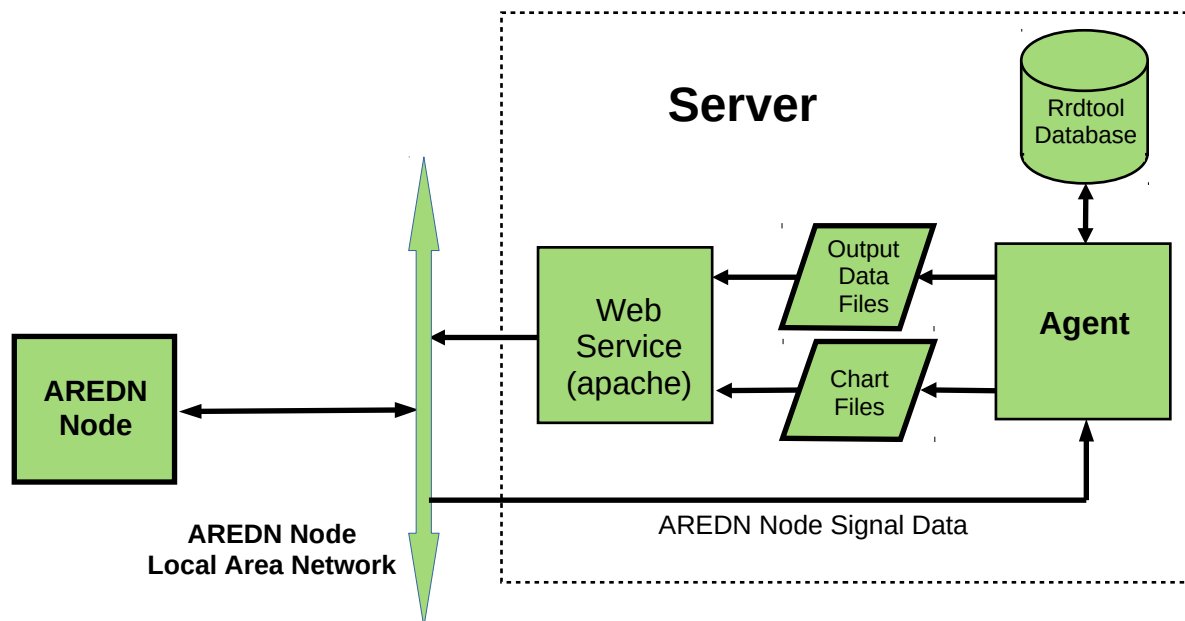 Server
Rrdtool
Database
Output
Data
Files
Web
Service
(apache)
Agent
Chart
Files
AREDN
Node
AREDN Node Signal Data
AREDN Node
Local Area Network